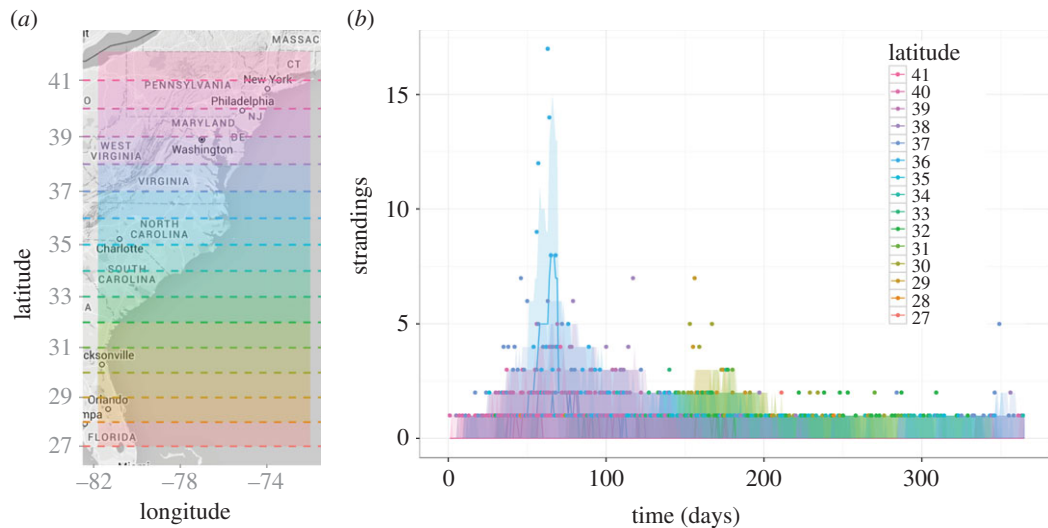 (a)
MASSAC
CT
New York
PENNSYLVANIA
Philadelphia
NJ
MARYLAND
DE
Washington
WEST
VIRGINIA
VIRGINIA
NORTH
CAROLINA
Charlotte
SOUTH
CAROLINA
A
cksonville
Orlando
mpa
FLORIDA
O
41
39
37
35
33
31
29
27
latitude
−82
−78
−74
longitude
(b)
15
10
5
0
strandings
0
100
200
300
time (days)
latitude
41
40
39
38
37
36
35
34
33
32
31
30
29
28
27